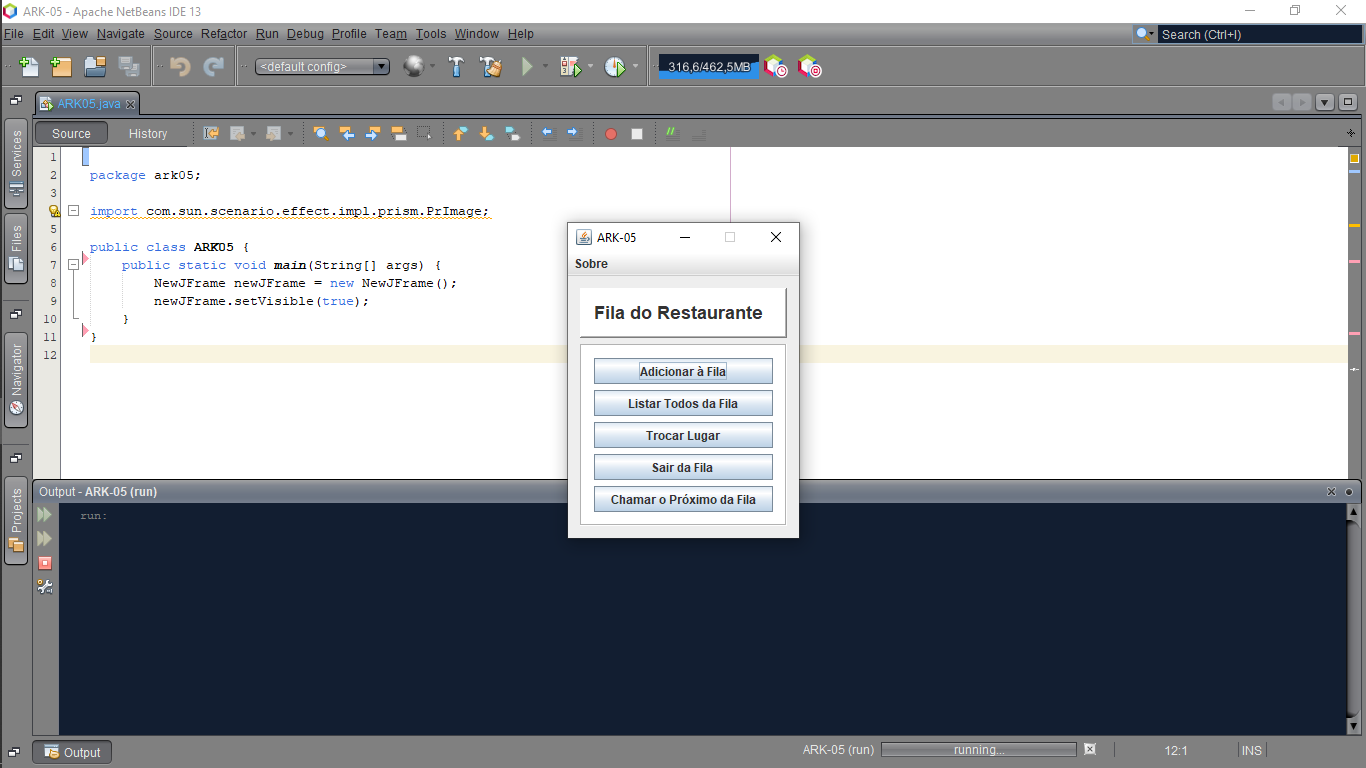 ARK-05 - Apache NetBeans IDE 13
File Edit View Navigate Source Refactor Run Debug Profile Team Tools Window Help
Search (Ctrl+I)
<default config>
316,6/462,5MB
ARK05.java
Source History
Services
Files
Navigator
Projects
1
2 package ark05;
3
import com.sun.scenario.effect.impl.prism.PrImage;
5
6 public class ARK05 {
7 public static void main(String[] args) {
8 NewJFrame newJFrame = new NewJFrame();
9 newJFrame.setVisible(true);
10 }
11 }
12
ARK-05
Sobre
Fila do Restaurante
Adicionar à Fila
Listar Todos da Fila
Trocar Lugar
Sair da Fila
Chamar o Próximo da Fila
Output - ARK-05 (run)
run:
Output
ARK-05 (run) running... 12:1 INS